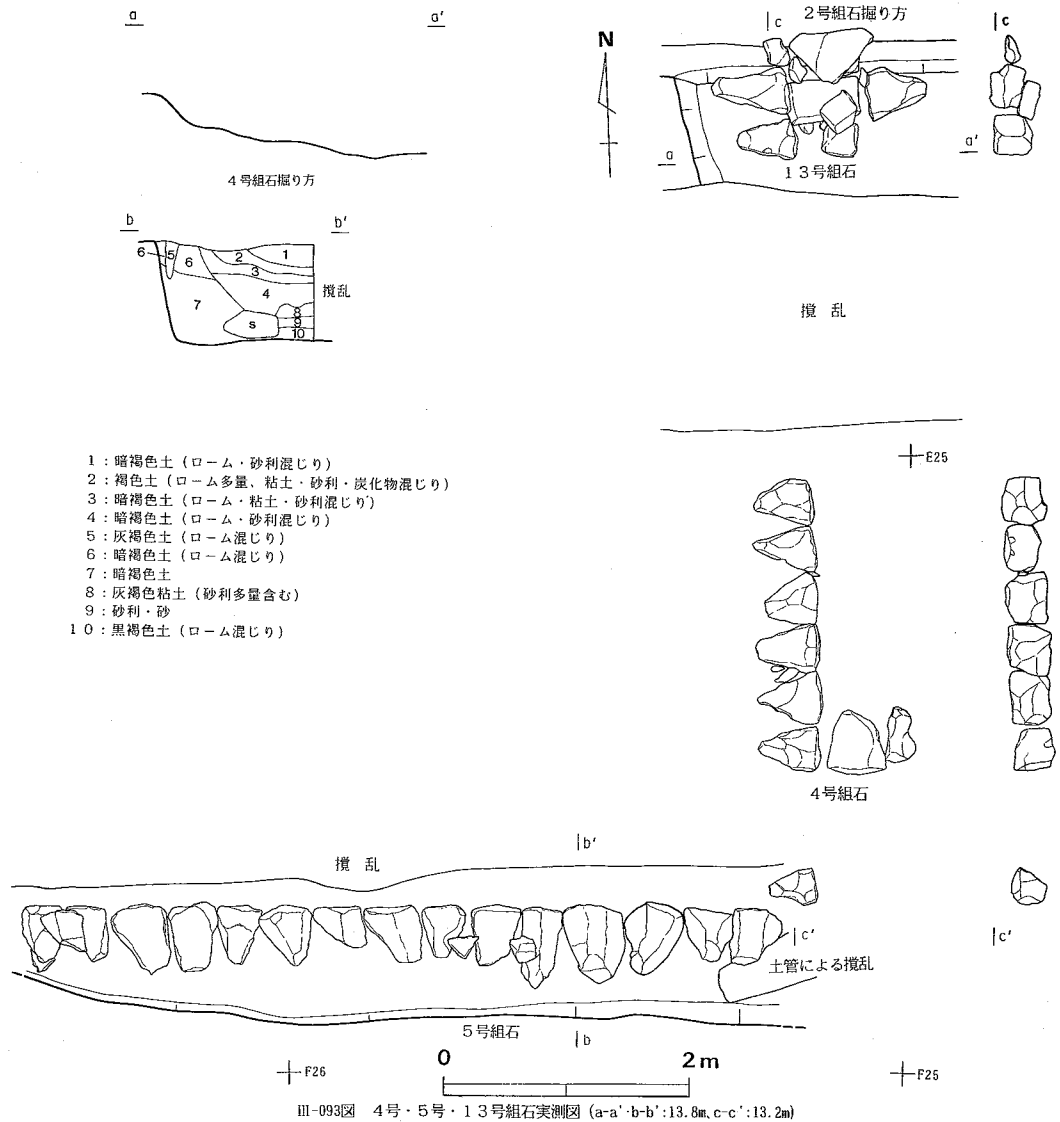 a a'
4号組石掘り方
b b'
6 5 6 2 1
3
7 4 攪乱
8
s 9
10
1：暗褐色土（ローム・砂利混じり）
2：褐色土（ローム多量、粘土・砂利・炭化物混じり）
3：暗褐色土（ローム・粘土・砂利混じり）
4：暗褐色土（ローム・砂利混じり）
5：灰褐色土（ローム混じり）
6：暗褐色土（ローム混じり）
7：暗褐色土
8：灰褐色粘土（砂利多量含む）
9：砂利・砂
10：黒褐色土（ローム混じり）
N
c 2号組石掘り方 c
a a'
13号組石
攪乱
E25
4号組石
攪乱 b'
c' c'
土管による攪乱
5号組石 b
0 2m
F26 F25
III-093図 4号・5号・13号組石実測図 (a-a'·b-b':13.8m、c-c':13.2m)